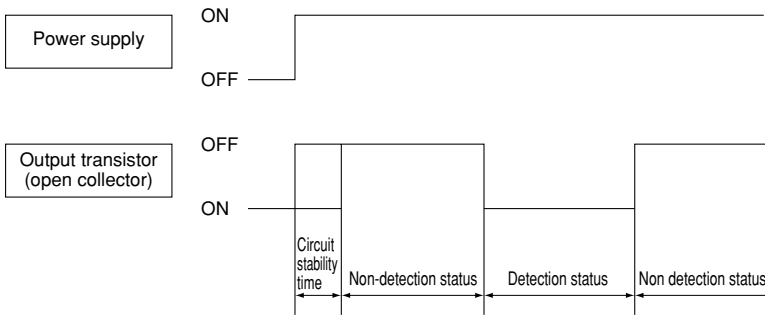 ON
Power supply
OFF
OFF
Output transistor
(open collector)
ON
Circuit
stability
time
Non-detection status
Detection status
Non detection status